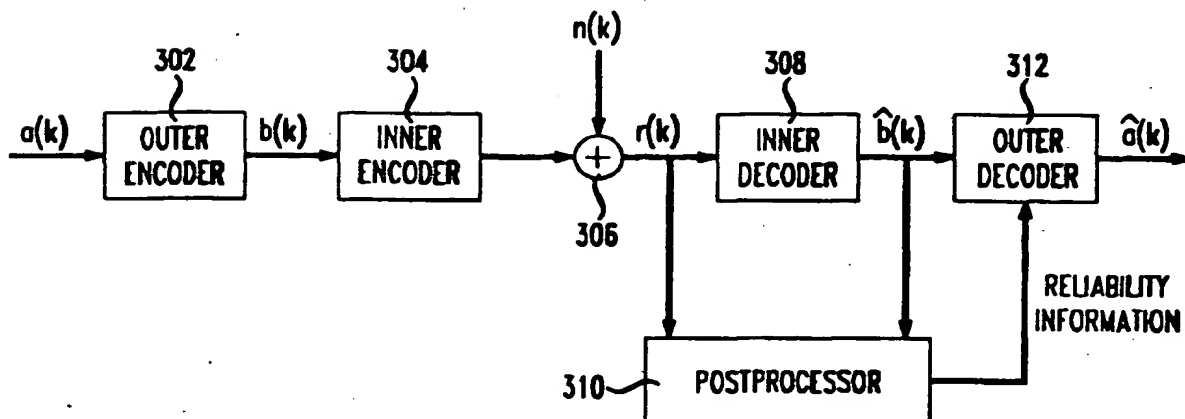 n(k)
302
304
308
312
a(k)
OUTER
ENCODER
b(k)
INNER
ENCODER
+
r(k)
INNER
DECODER
b̂(k)
OUTER
DECODER
â(k)
306
RELIABILITY
INFORMATION
310
POSTPROCESSOR